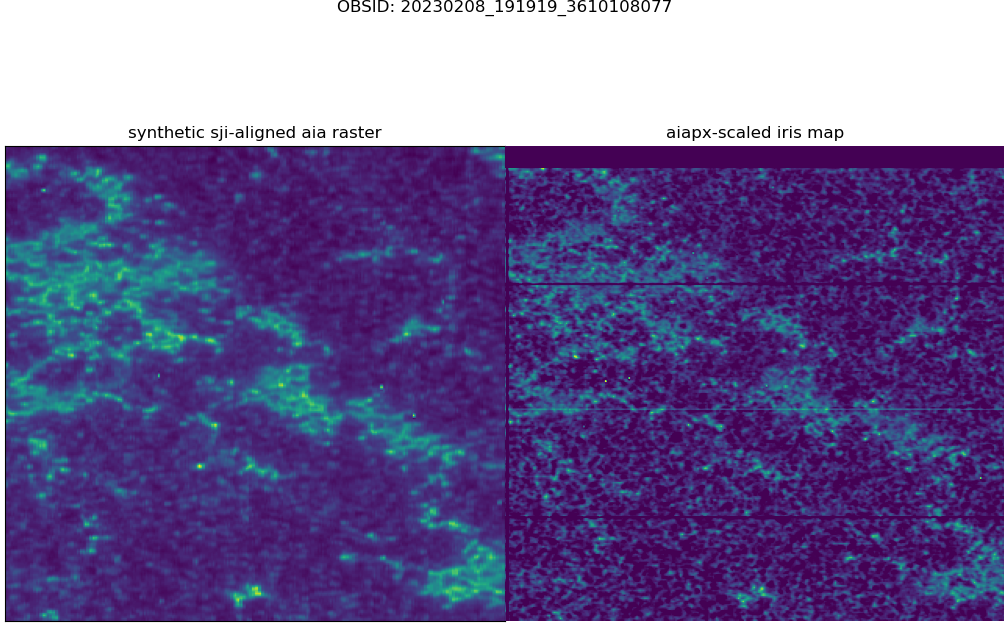 OBSID: 20230208_191919_3610108077
synthetic sji-aligned aia raster
aiapx-scaled iris map